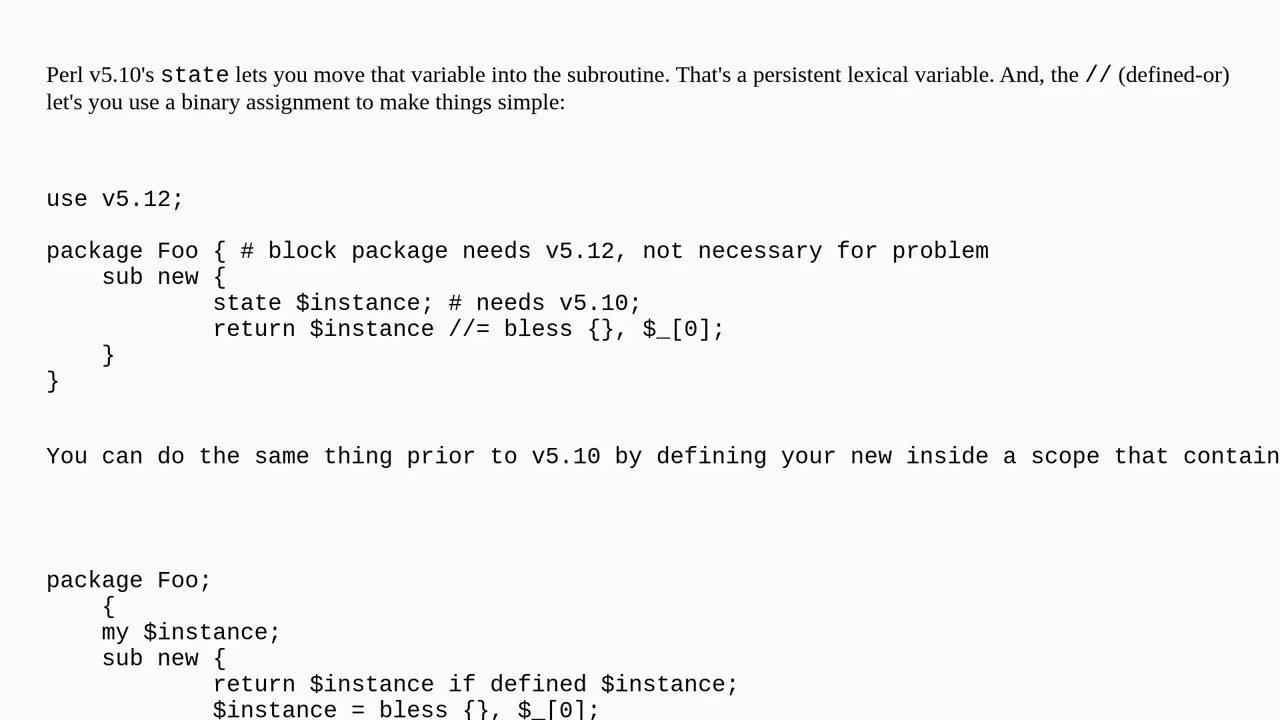 Perl v5.10's state lets you move that variable into the subroutine. That's a persistent lexical variable. And, the // (defined-or)
let's you use a binary assignment to make things simple:
use v5.12;
package Foo { # block package needs v5.12, not necessary for problem
    sub new {
            state $instance; # needs v5.10;
            return $instance //= bless {}, $_[0];
    }
}
You can do the same thing prior to v5.10 by defining your new inside a scope that contain
package Foo;
    {
    my $instance;
    sub new {
            return $instance if defined $instance;
            $instance = bless {}, $_[0];